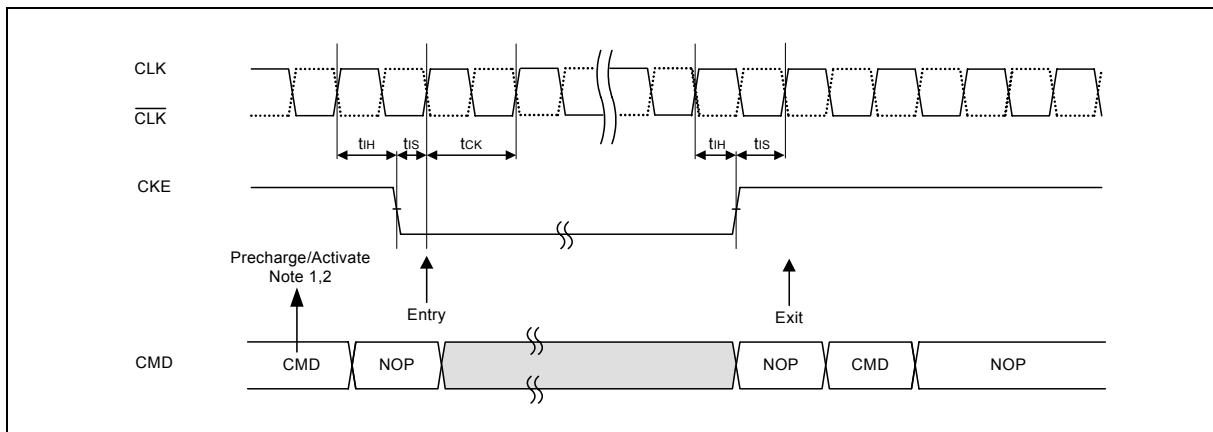 CLK
CLK
tIH tIS tCK tIH tIS
CKE
Precharge/Activate
Note 1,2
Entry
Exit
CMD
CMD NOP NOP CMD NOP